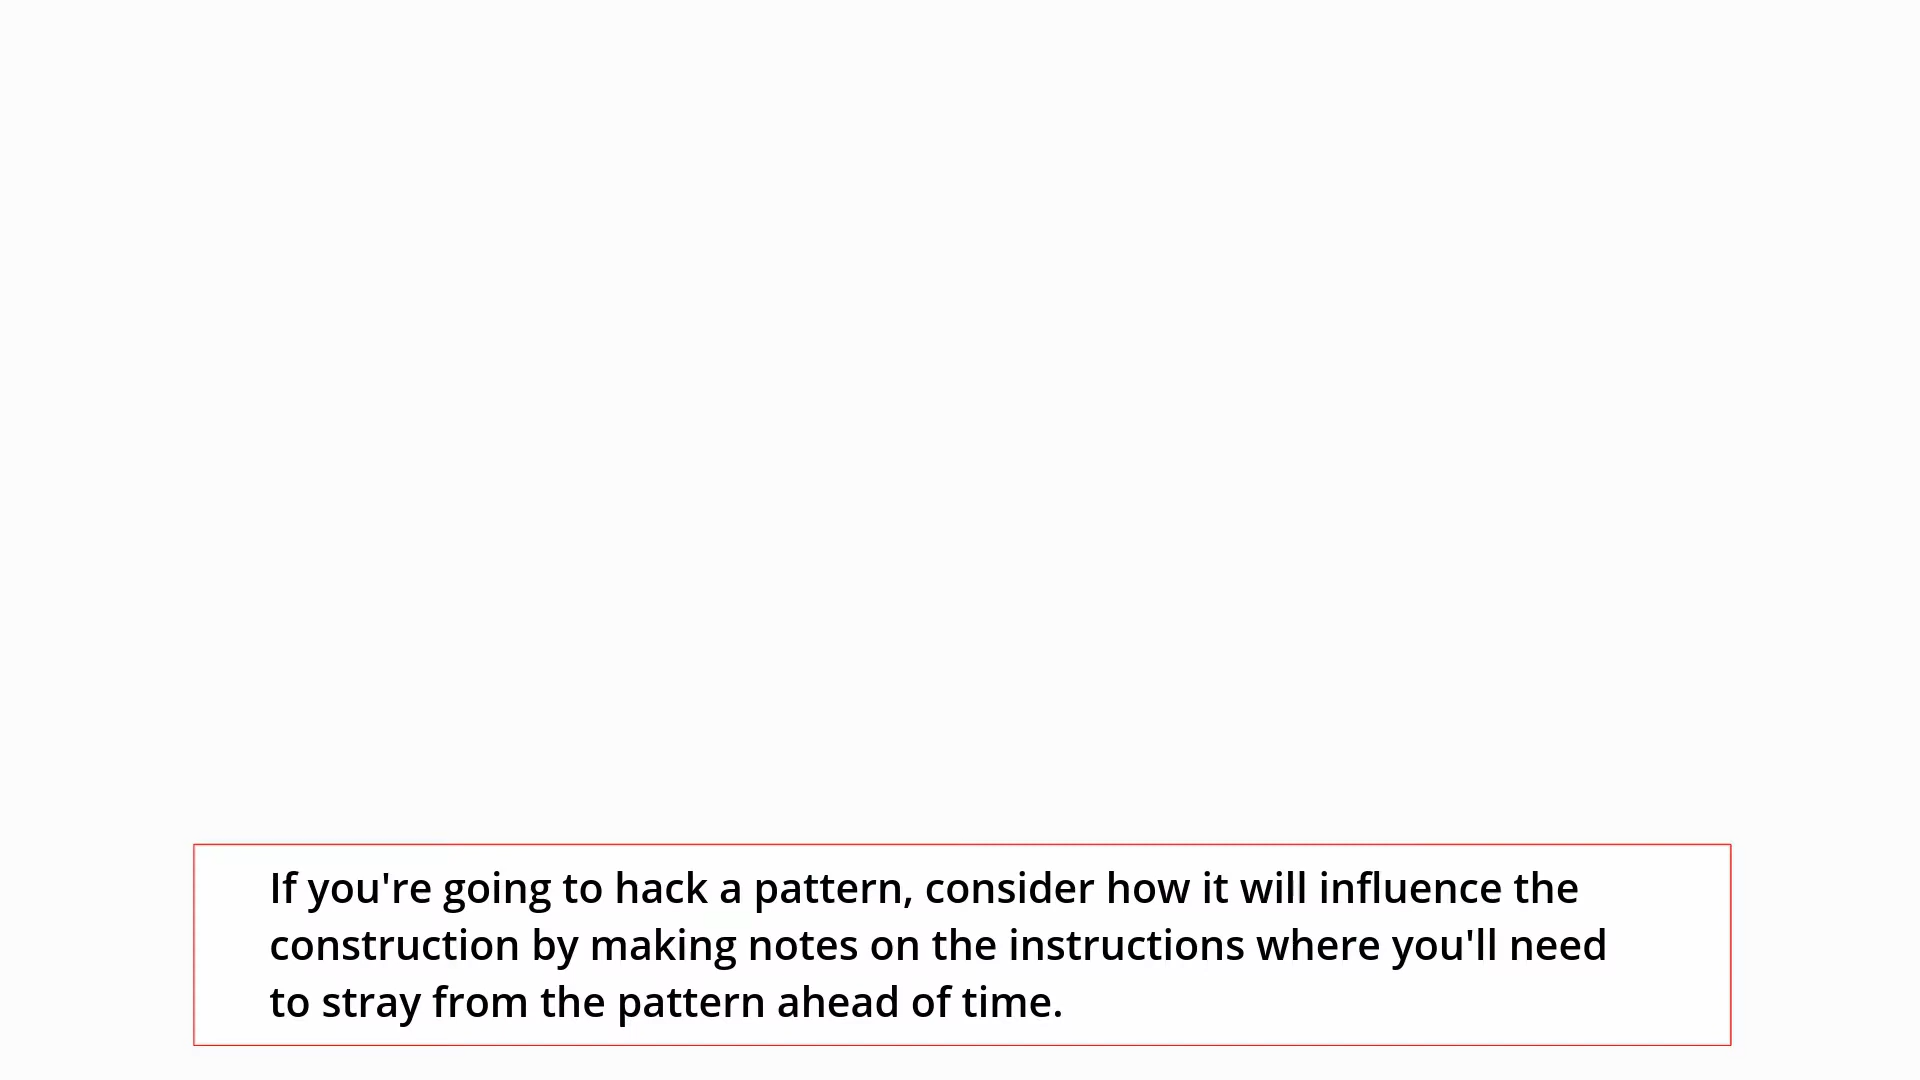 If you're going to hack a pattern, consider how it will influence the
construction by making notes on the instructions where you'll need
to stray from the pattern ahead of time.